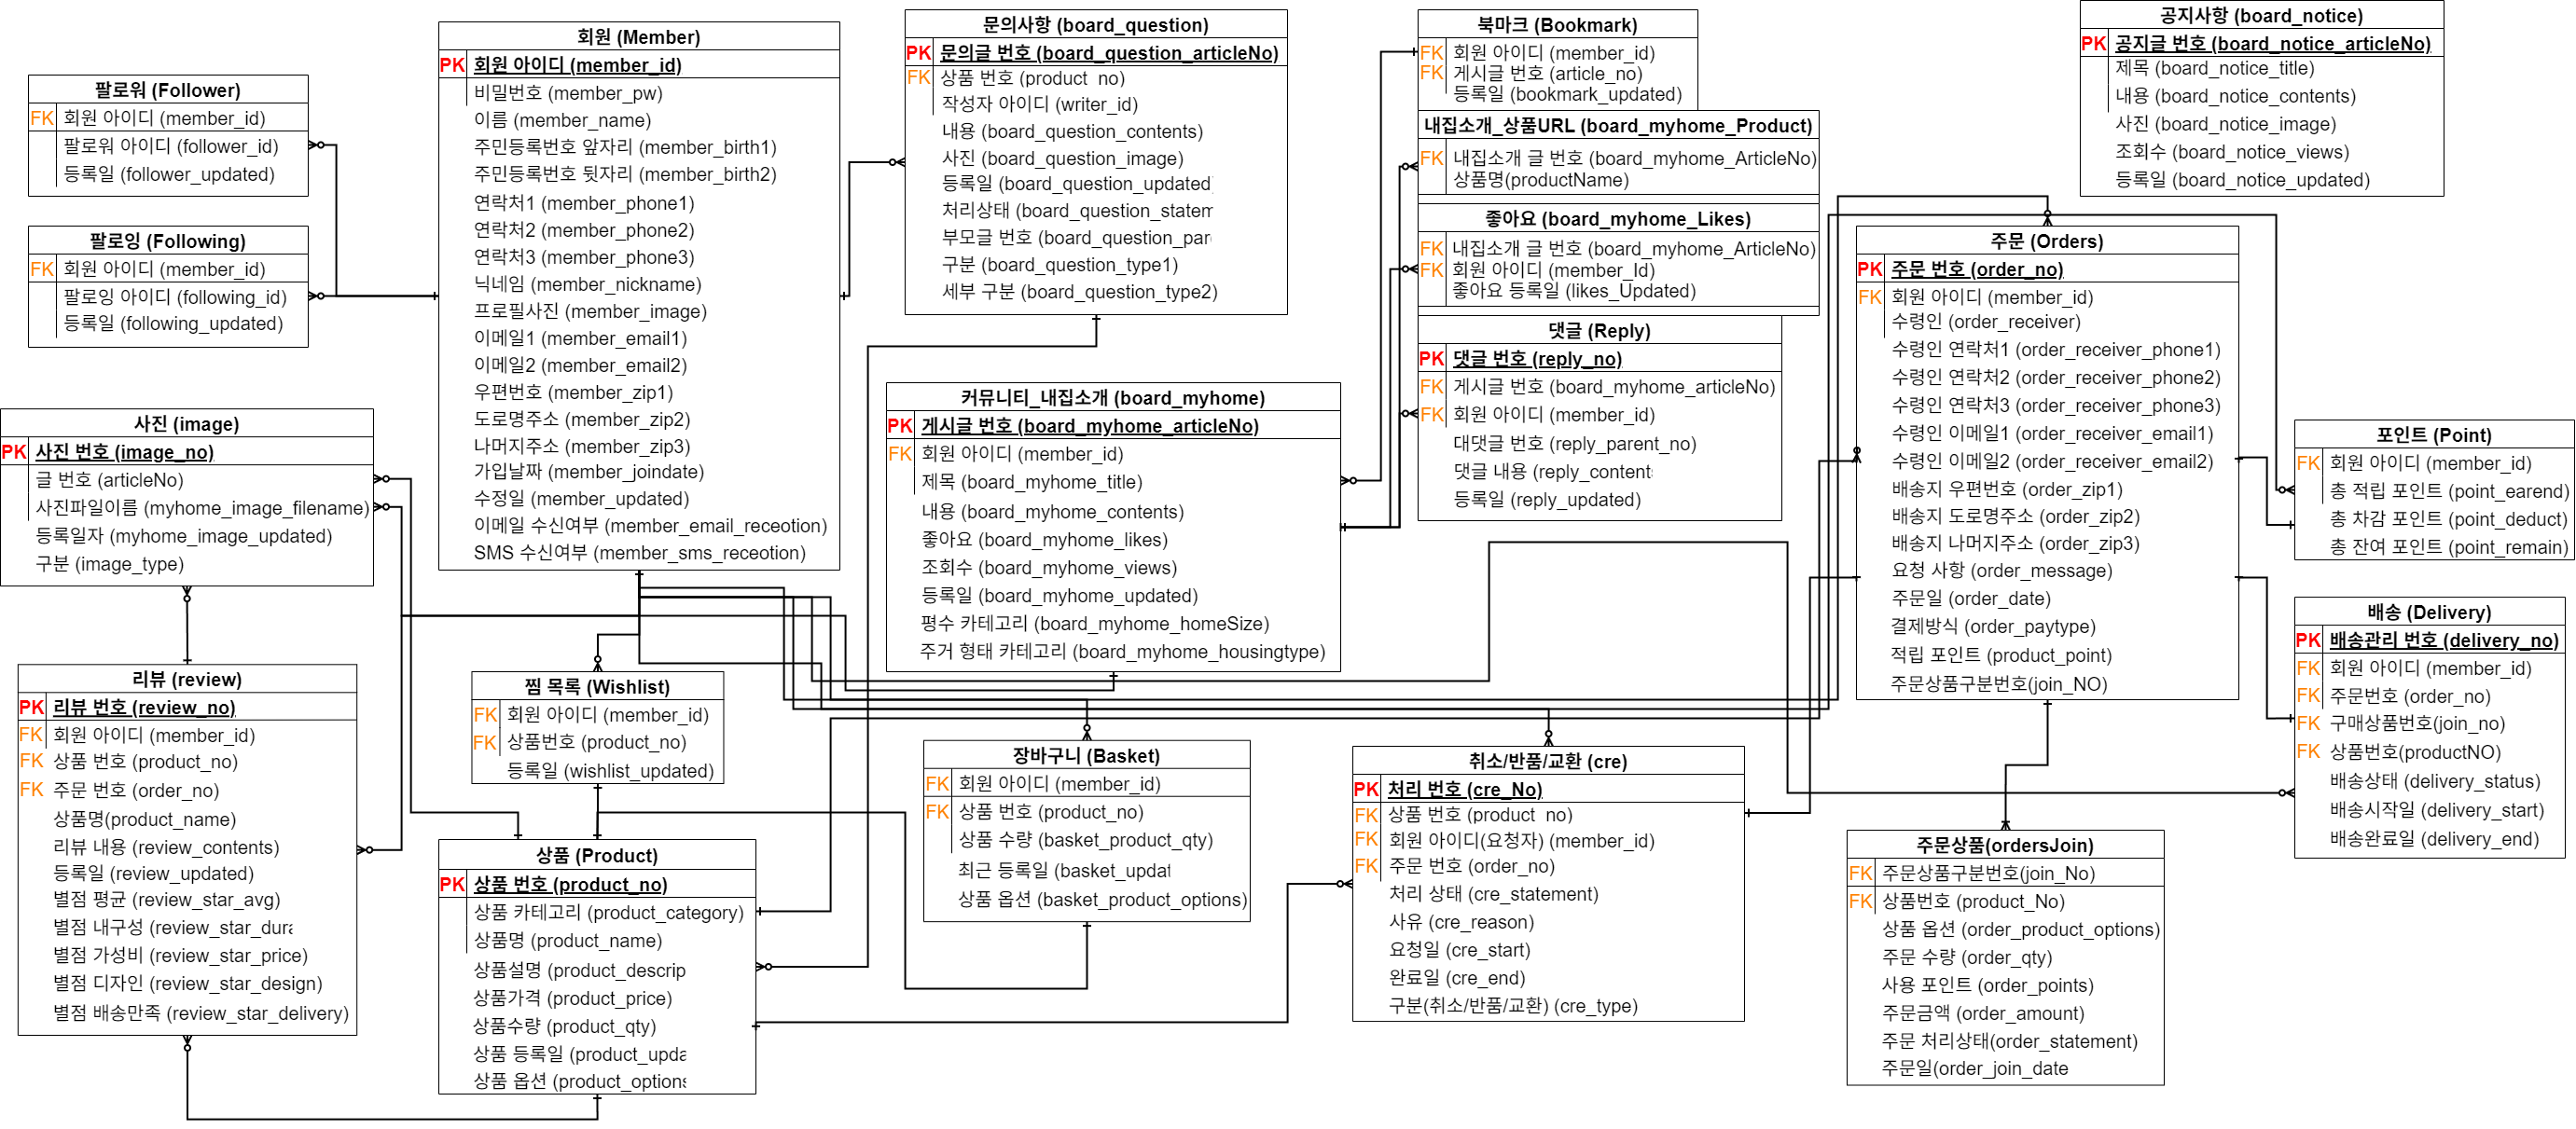 팔로워 (Follower)
FK 회원 아이디 (member_id)
팔로워 아이디 (follower_id)
등록일 (follower_updated)
팔로잉 (Following)
FK 회원 아이디 (member_id)
팔로잉 아이디 (following_id)
등록일 (following_updated)
사진 (image)
PK 사진 번호 (image_no)
글 번호 (articleNo)
사진파일이름 (myhome_image_filename)
등록일자 (myhome_image_updated)
구분 (image_type)
리뷰 (review)
PK 리뷰 번호 (review_no)
FK 회원 아이디 (member_id)
FK 상품 번호 (product_no)
FK 주문 번호 (order_no)
상품명(product_name)
리뷰 내용 (review_contents)
등록일 (review_updated)
별점 평균 (review_star_avg)
별점 내구성 (review_star_dura
별점 가성비 (review_star_price)
별점 디자인 (review_star_design)
별점 배송만족 (review_star_delivery)
회원 (Member)
PK 회원 아이디 (member_id)
비밀번호 (member_pw)
이름 (member_name)
주민등록번호 앞자리 (member_birth1)
주민등록번호 뒷자리 (member_birth2)
연락처1 (member_phone1)
연락처2 (member_phone2)
연락처3 (member_phone3)
닉네임 (member_nickname)
프로필사진 (member_image)
이메일1 (member_email1)
이메일2 (member_email2)
우편번호 (member_zip1)
도로명주소 (member_zip2)
나머지주소 (member_zip3)
가입날짜 (member_joindate)
수정일 (member_updated)
이메일 수신여부 (member_email_receotion)
SMS 수신여부 (member_sms_receotion)
찜 목록 (Wishlist)
FK 회원 아이디 (member_id)
FK 상품번호 (product_no)
등록일 (wishlist_updated)
상품 (Product)
PK 상품 번호 (product_no)
상품 카테고리 (product_category)
상품명 (product_name)
상품설명 (product_descrip
상품가격 (product_price)
상품수량 (product_qty)
상품 등록일 (product_upda
상품 옵션 (product_options
문의사항 (board_question)
PK 문의글 번호 (board_question_articleNo)
FK 상품 번호 (product_no)
작성자 아이디 (writer_id)
내용 (board_question_contents)
사진 (board_question_image)
등록일 (board_question_updated)
처리상태 (board_question_statem
부모글 번호 (board_question_pare
구분 (board_question_type1)
세부 구분 (board_question_type2)
커뮤니티_내집소개 (board_myhome)
PK 게시글 번호 (board_myhome_articleNo)
FK 회원 아이디 (member_id)
제목 (board_myhome_title)
내용 (board_myhome_contents)
좋아요 (board_myhome_likes)
조회수 (board_myhome_views)
등록일 (board_myhome_updated)
평수 카테고리 (board_myhome_homeSize)
주거 형태 카테고리 (board_myhome_housingtype)
장바구니 (Basket)
FK 회원 아이디 (member_id)
FK 상품 번호 (product_no)
상품 수량 (basket_product_qty)
최근 등록일 (basket_updat
상품 옵션 (basket_product_options)
북마크 (Bookmark)
FK 회원 아이디 (member_id)
FK 게시글 번호 (article_no)
등록일 (bookmark_updated)
내집소개_상품URL (board_myhome_Product)
FK 내집소개 글 번호 (board_myhome_ArticleNo)
상품명(productName)
좋아요 (board_myhome_Likes)
FK 내집소개 글 번호 (board_myhome_ArticleNo)
FK 회원 아이디 (member_Id)
좋아요 등록일 (likes_Updated)
댓글 (Reply)
PK 댓글 번호 (reply_no)
FK 게시글 번호 (board_myhome_articleNo)
FK 회원 아이디 (member_id)
대댓글 번호 (reply_parent_no)
댓글 내용 (reply_contents
등록일 (reply_updated)
취소/반품/교환 (cre)
PK 처리 번호 (cre_No)
FK 상품 번호 (product_no)
FK 회원 아이디(요청자) (member_id)
FK 주문 번호 (order_no)
처리 상태 (cre_statement)
사유 (cre_reason)
요청일 (cre_start)
완료일 (cre_end)
구분(취소/반품/교환) (cre_type)
공지사항 (board_notice)
PK 공지글 번호 (board_notice_articleNo)
제목 (board_notice_title)
내용 (board_notice_contents)
사진 (board_notice_image)
조회수 (board_notice_views)
등록일 (board_notice_updated)
주문 (Orders)
PK 주문 번호 (order_no)
FK 회원 아이디 (member_id)
수령인 (order_receiver)
수령인 연락처1 (order_receiver_phone1)
수령인 연락처2 (order_receiver_phone2)
수령인 연락처3 (order_receiver_phone3)
수령인 이메일1 (order_receiver_email1)
수령인 이메일2 (order_receiver_email2)
배송지 우편번호 (order_zip1)
배송지 도로명주소 (order_zip2)
배송지 나머지주소 (order_zip3)
요청 사항 (order_message)
주문일 (order_date)
결제방식 (order_paytype)
적립 포인트 (product_point)
주문상품구분번호(join_NO)
주문상품(ordersJoin)
FK 주문상품구분번호(join_No)
FK 상품번호 (product_No)
상품 옵션 (order_product_options)
주문 수량 (order_qty)
사용 포인트 (order_points)
주문금액 (order_amount)
주문 처리상태(order_statement)
주문일(order_join_date
포인트 (Point)
FK 회원 아이디 (member_id)
총 적립 포인트 (point_earend)
총 차감 포인트 (point_deduct)
총 잔여 포인트 (point_remain)
배송 (Delivery)
PK 배송관리 번호 (delivery_no)
FK 회원 아이디 (member_id)
FK 주문번호 (order_no)
FK 구매상품번호(join_no)
FK 상품번호(productNO)
배송상태 (delivery_status)
배송시작일 (delivery_start)
배송완료일 (delivery_end)